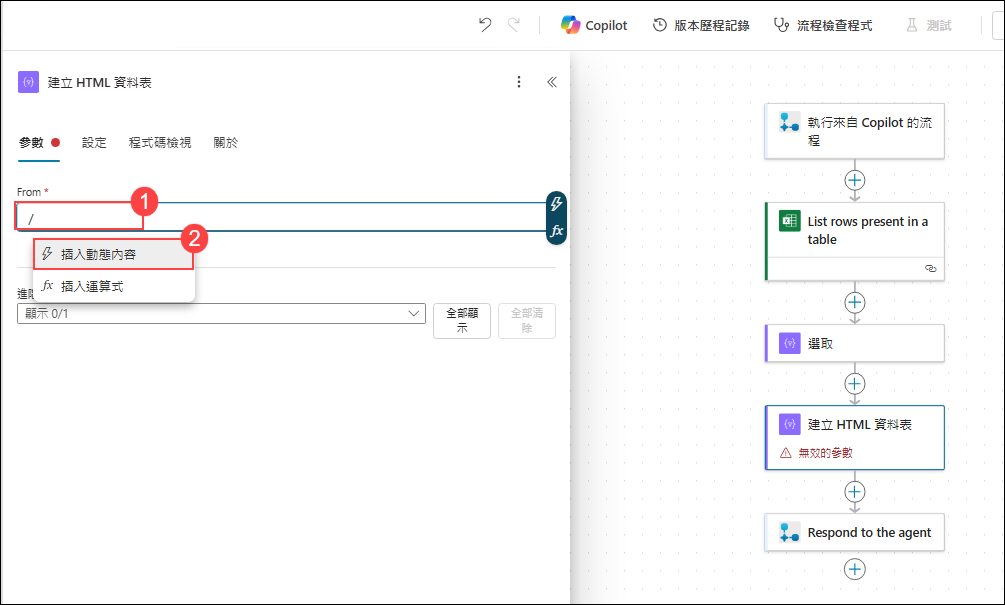 Copilot 版本歷程記錄 流程檢查程式 測試
建立 HTML 資料表
參數 設定 程式碼檢視 關於
From *
1
/
fx
2
插入動態內容
fx 插入運算式
進階
顯示 0/1
全部顯
示
全部清
除
執行來自 Copilot 的流
程
List rows present in a
table
選取
建立 HTML 資料表
無效的參數
Respond to the agent